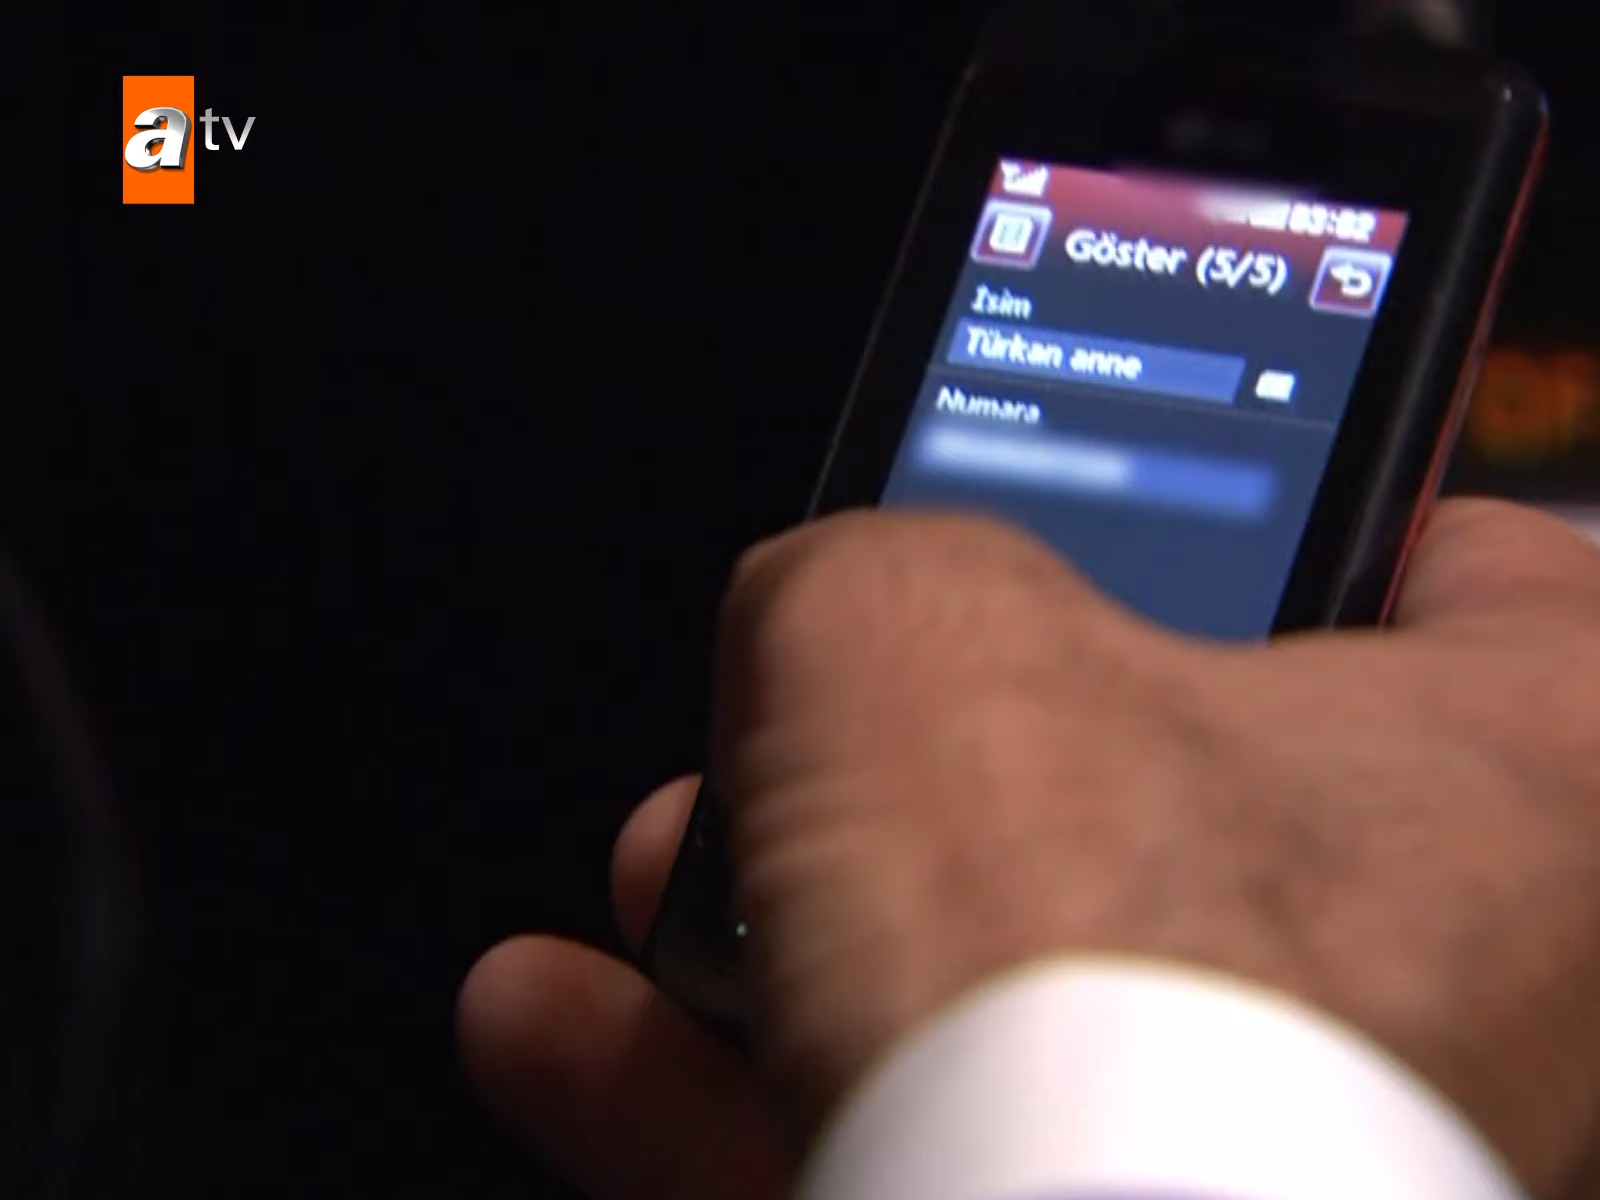 atv
Göster (5/5)
İsim
Türkan anne
Numara